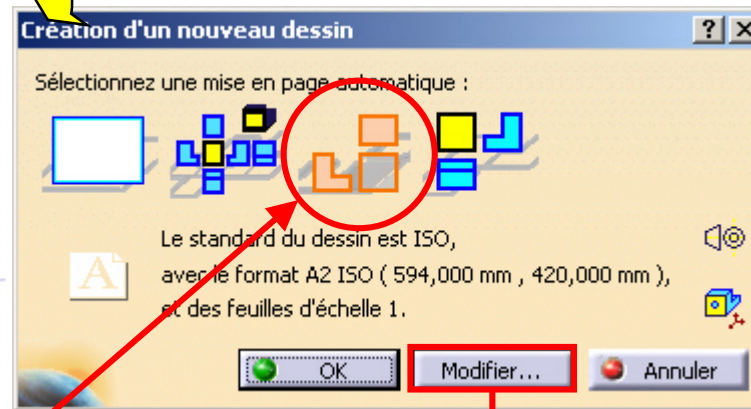 Création d'un nouveau dessin
Sélectionnez une mise en page automatique :
Le standard du dessin est ISO,
avec le format A2 ISO ( 594,000 mm , 420,000 mm ),
et des feuilles d'échelle 1.
A
OK
Modifier...
Annuler